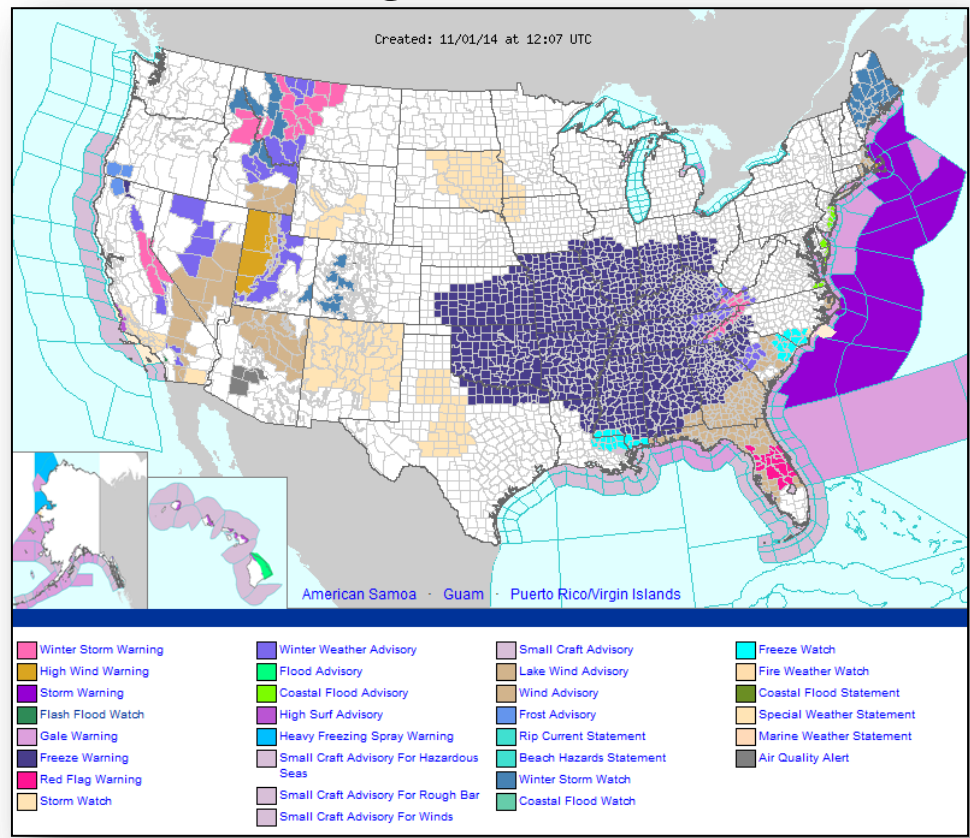 Created: 11/01/14 at 12:07 UTC
American Samoa · Guam · Puerto Rico/Virgin Islands
Winter Storm Warning
High Wind Warning
Storm Warning
Flash Flood Watch
Gale Warning
Freeze Warning
Red Flag Warning
Storm Watch
Winter Weather Advisory
Flood Advisory
Coastal Flood Advisory
High Surf Advisory
Heavy Freezing Spray Warning
Small Craft Advisory For Hazardous
Seas
Small Craft Advisory For Rough Bar
Small Craft Advisory For Winds
Small Craft Advisory
Lake Wind Advisory
Wind Advisory
Frost Advisory
Rip Current Statement
Beach Hazards Statement
Winter Storm Watch
Coastal Flood Watch
Freeze Watch
Fire Weather Watch
Coastal Flood Statement
Special Weather Statement
Marine Weather Statement
Air Quality Alert